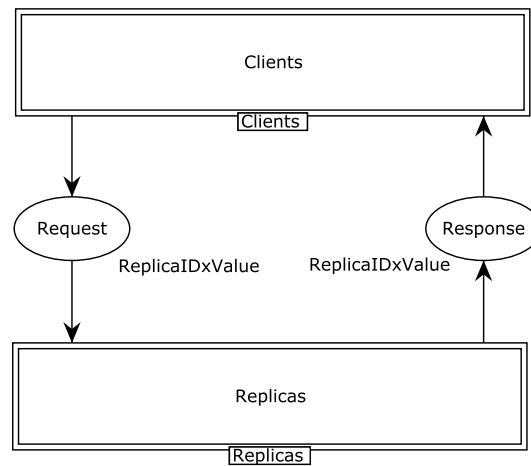 Clients
Clients
Request
Response
ReplicaIDxValue
ReplicaIDxValue
Replicas
Replicas